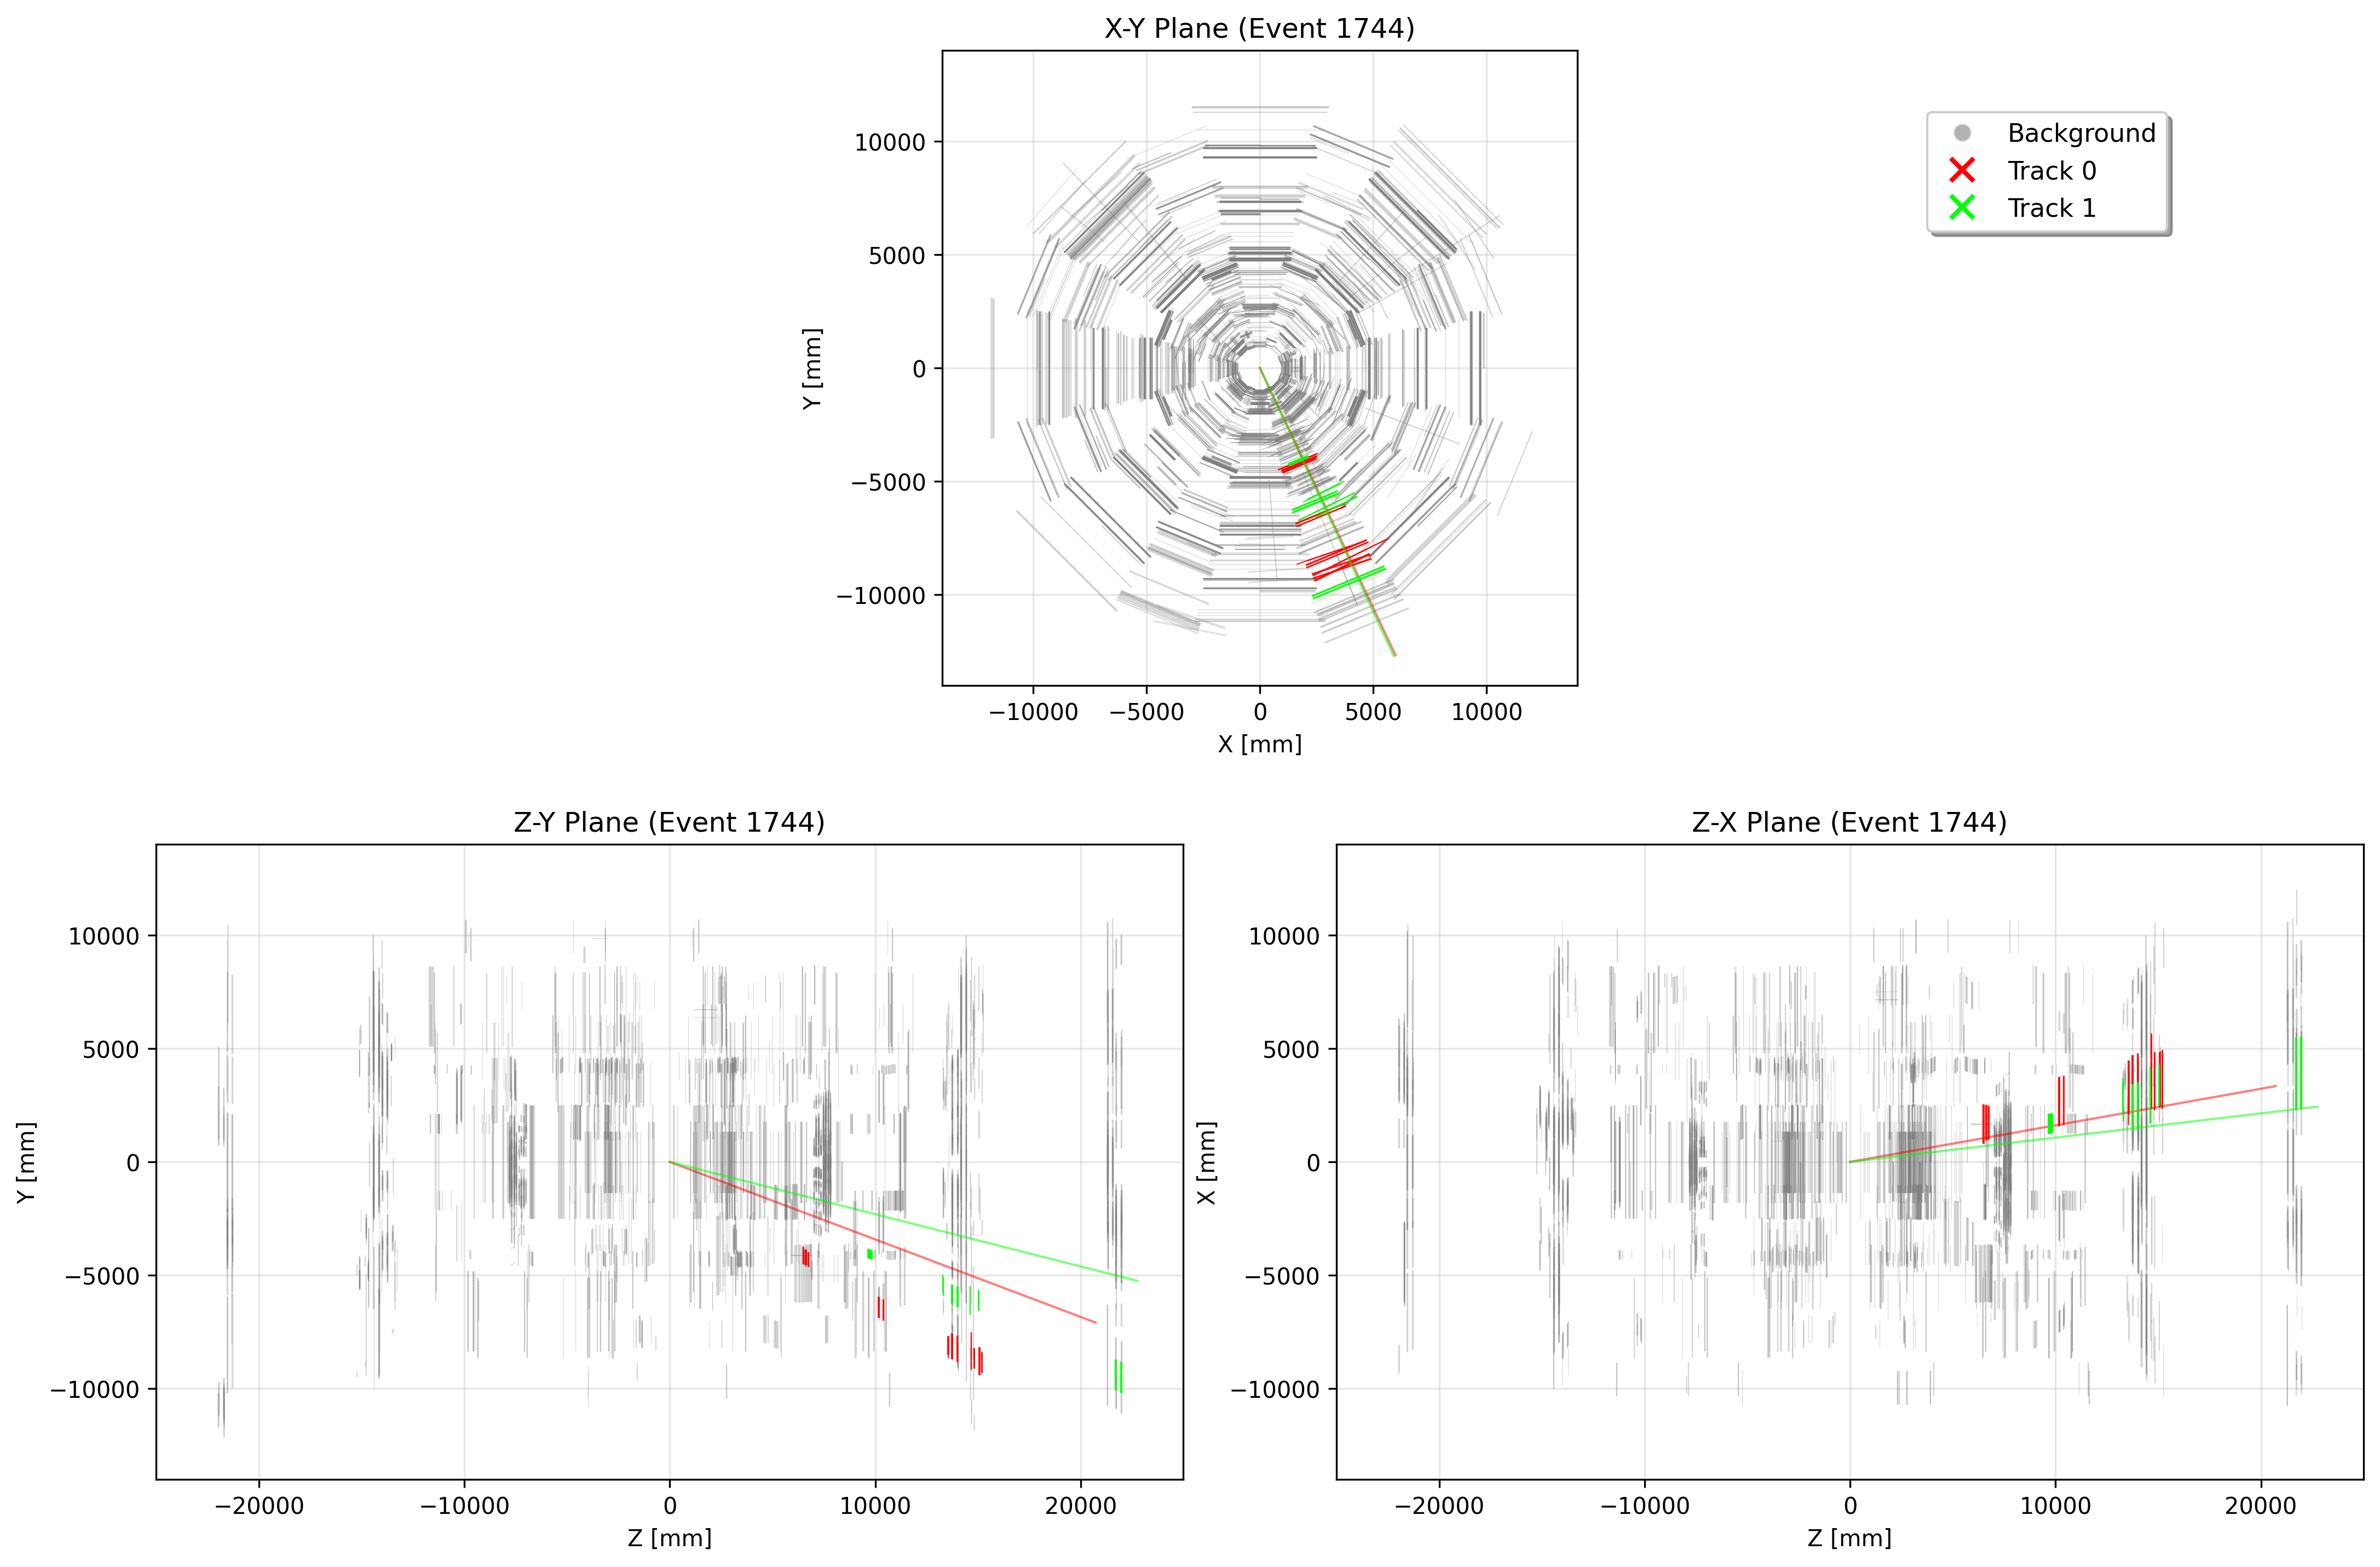 X-Y Plane (Event 1744)
Background
Track 0
Track 1
10000
5000
0
−5000
−10000
Y [mm]
−10000 −5000 0 5000 10000
X [mm]
Z-Y Plane (Event 1744)
10000
5000
0
−5000
−10000
Y [mm]
−20000 −10000 0 10000 20000
Z [mm]
Z-X Plane (Event 1744)
10000
5000
0
−5000
−10000
X [mm]
−20000 −10000 0 10000 20000
Z [mm]